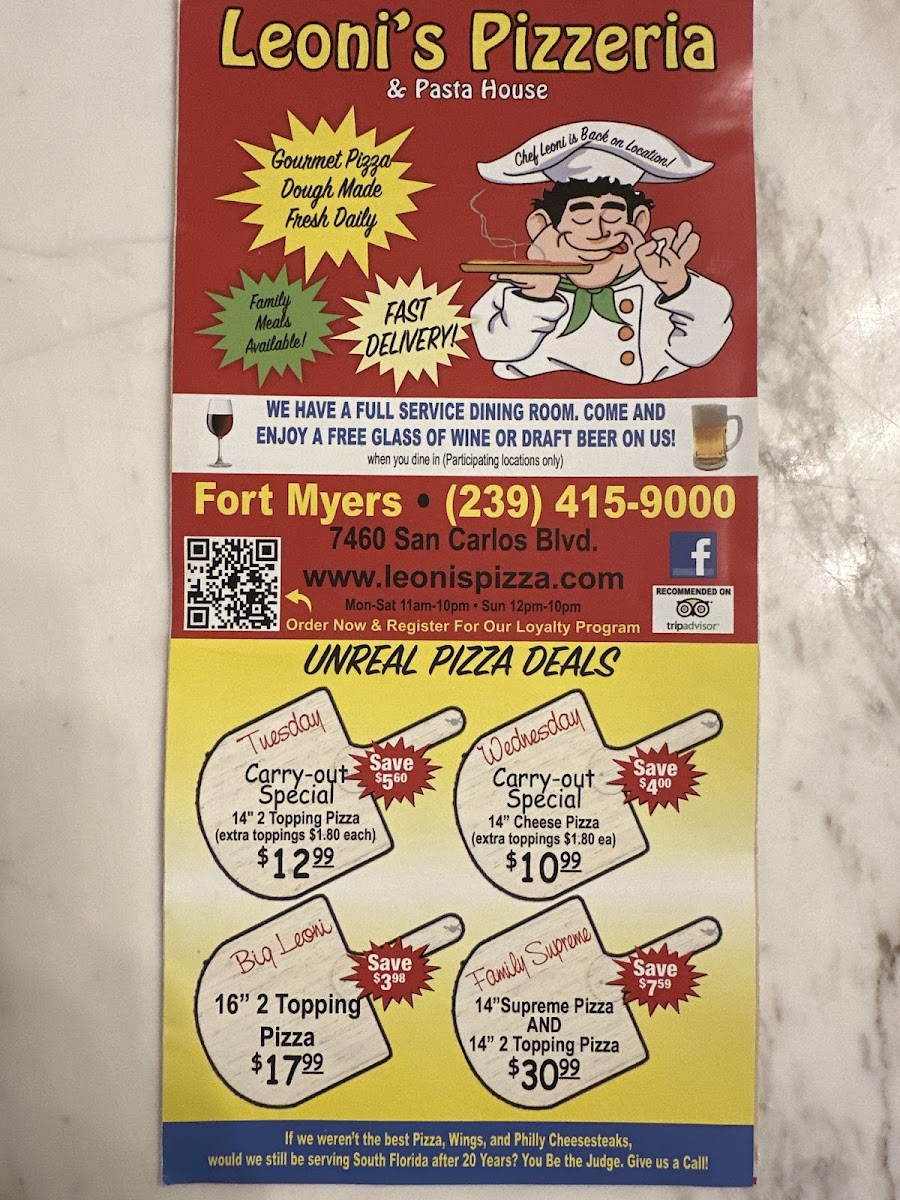 Leoni's Pizzeria
& Pasta House
Chef Leoni is Back on Location!
Gourmet Pizza
Dough Made
Fresh Daily
Family
Meals
Available!
FAST
DELIVERY!
WE HAVE A FULL SERVICE DINING ROOM. COME AND
ENJOY A FREE GLASS OF WINE OR DRAFT BEER ON US!
when you dine in (Participating locations only)
Fort Myers • (239) 415-9000
7460 San Carlos Blvd.
www.leonispizza.com
Mon-Sat 11am-10pm • Sun 12pm-10pm
Order Now & Register For Our Loyalty Program
f
RECOMMENDED ON
tripadvisor
UNREAL PIZZA DEALS
Tuesday
Save
$5.60
Carry-out
Special
14" 2 Topping Pizza
(extra toppings $1.80 each)
$12.99
Wednesday
Save
$4.00
Carry-out
Special
14" Cheese Pizza
(extra toppings $1.80 ea)
$10.99
Big Leoni
Save
$3.98
16" 2 Topping
Pizza
$17.99
Family Supreme
Save
$7.59
14"Supreme Pizza
AND
14" 2 Topping Pizza
$30.99
If we weren't the best Pizza, Wings, and Philly Cheesesteaks,
would we still be serving South Florida after 20 Years? You Be the Judge. Give us a Call!